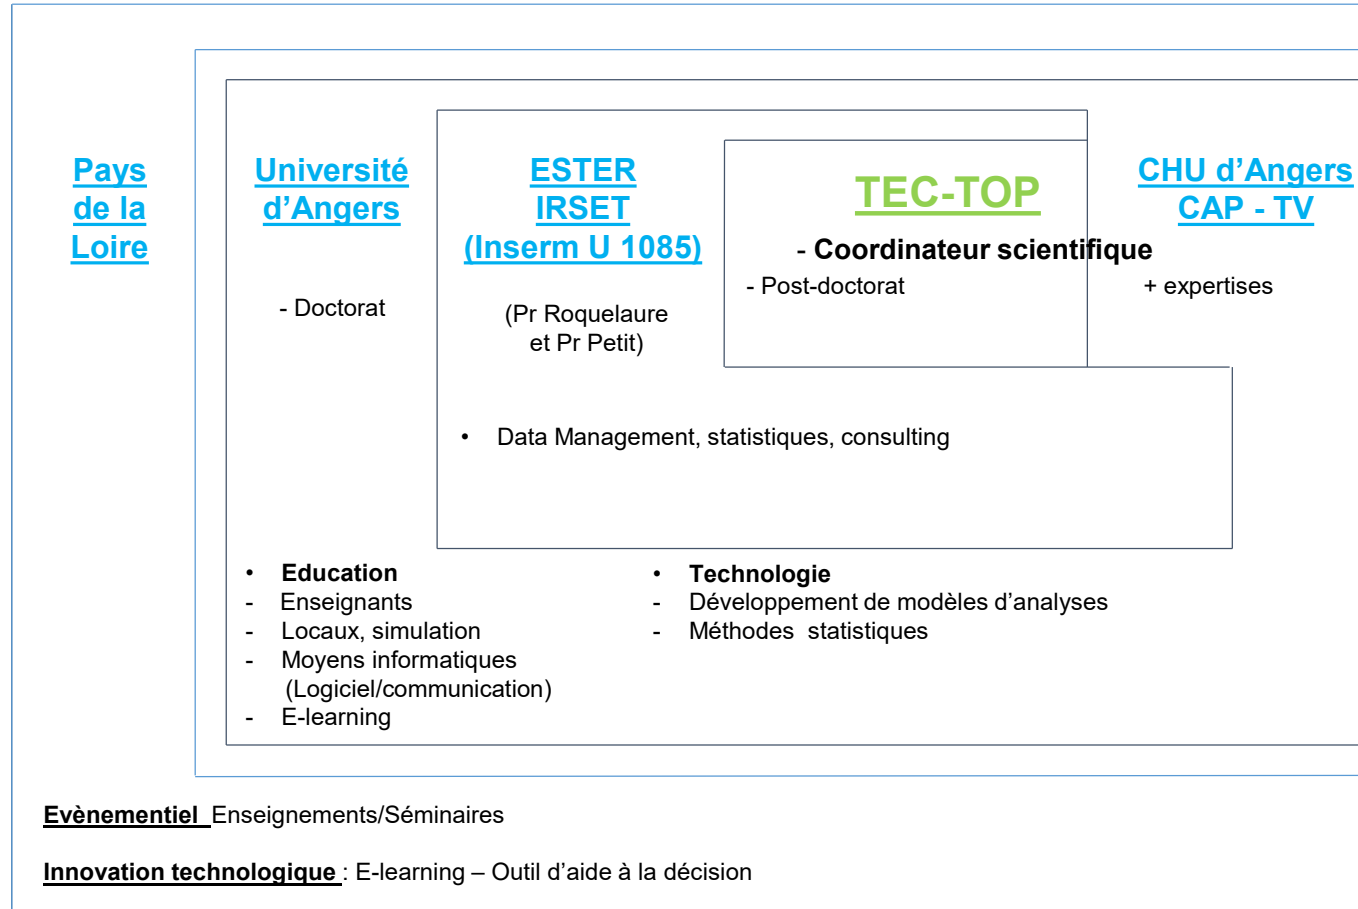 Pays
de la
Loire
Université
d'Angers
- Doctorat
ESTER
IRSET
(Inserm U 1085)
(Pr Roquelaure
et Pr Petit)
TEC-TOP
- Coordinateur scientifique
- Post-doctorat
CHU d'Angers
CAP - TV
+ expertises
• Data Management, statistiques, consulting
• Education
- Enseignants
- Locaux, simulation
- Moyens informatiques
(Logiciel/communication)
- E-learning
• Technologie
- Développement de modèles d'analyses
- Méthodes statistiques
Evènementiel Enseignements/Séminaires
Innovation technologique : E-learning – Outil d'aide à la décision